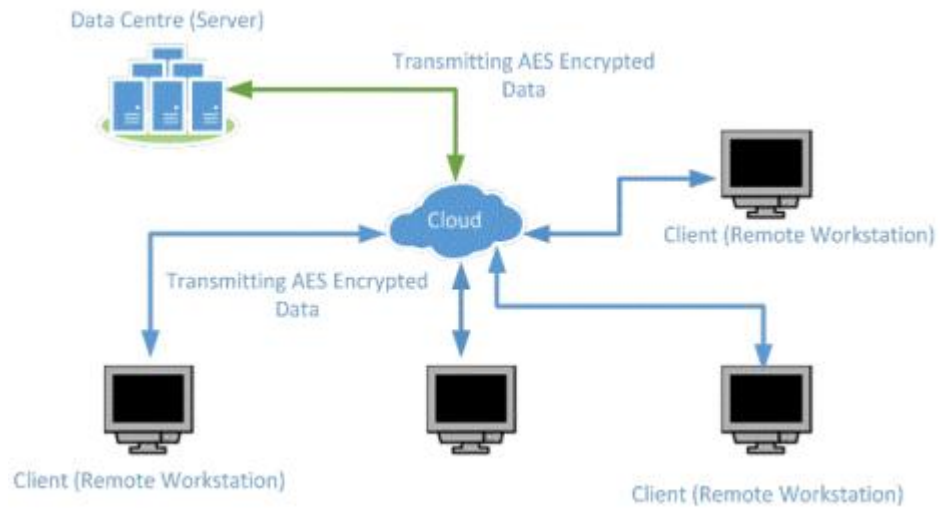 Data Centre (Server)
Transmitting AES Encrypted
Data
Cloud
Client (Remote Workstation)
Transmitting AES Encrypted
Data
Client (Remote Workstation)
Client (Remote Workstation)